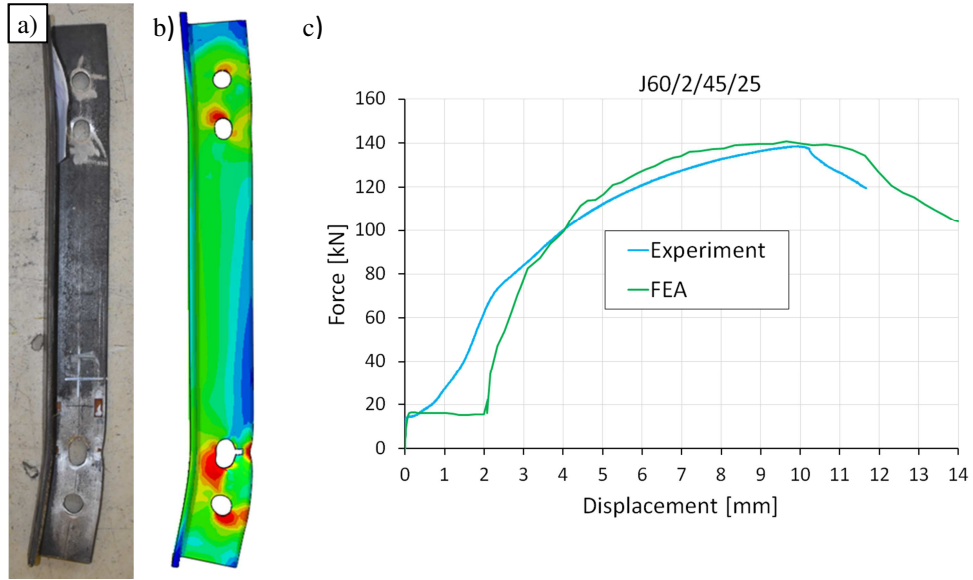 a)
b)
c)
J60/2/45/25
160
140
120
100
80
60
40
20
0
Force [kN]
Experiment
FEA
0 1 2 3 4 5 6 7 8 9 10 11 12 13 14
Displacement [mm]